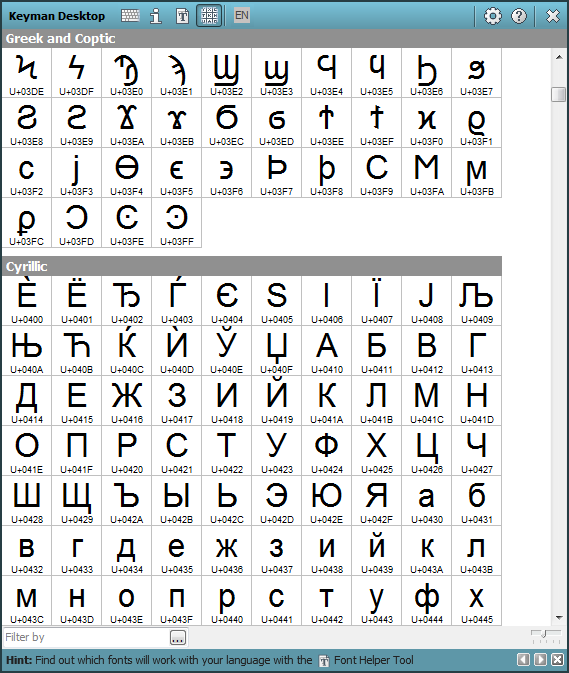 Keyman Desktop EN
Greek and Coptic
Ϟ ϟ Ϡ ϡ Ϣ ϣ Ϥ ϥ Ϧ ϧ
U+03DE U+03DF U+03E0 U+03E1 U+03E2 U+03E3 U+03E4 U+03E5 U+03E6 U+03E7
Ϩ ϩ Ϫ ϫ Ϭ ϭ Ϯ ϯ ϰ ϱ
U+03E8 U+03E9 U+03EA U+03EB U+03EC U+03ED U+03EE U+03EF U+03F0 U+03F1
ϲ ϳ ϴ ϵ ϶ Ϸ ϸ Ϲ Ϻ ϻ
U+03F2 U+03F3 U+03F4 U+03F5 U+03F6 U+03F7 U+03F8 U+03F9 U+03FA U+03FB
ϼ Ͻ Ͼ Ͽ
U+03FC U+03FD U+03FE U+03FF
Cyrillic
Ѐ Ё Ђ Ѓ Є Ѕ І Ї Ј Љ
U+0400 U+0401 U+0402 U+0403 U+0404 U+0405 U+0406 U+0407 U+0408 U+0409
Њ Ћ Ќ Ѝ Ў Џ А Б В Г
U+040A U+040B U+040C U+040D U+040E U+040F U+0410 U+0411 U+0412 U+0413
Д Е Ж З И Й К Л М Н
U+0414 U+0415 U+0416 U+0417 U+0418 U+0419 U+041A U+041B U+041C U+041D
О П Р С Т У Ф Х Ц Ч
U+041E U+041F U+0420 U+0421 U+0422 U+0423 U+0424 U+0425 U+0426 U+0427
Ш Щ Ъ Ы Ь Э Ю Я а б
U+0428 U+0429 U+042A U+042B U+042C U+042D U+042E U+042F U+0430 U+0431
в г д е ж з и й к л
U+0432 U+0433 U+0434 U+0435 U+0436 U+0437 U+0438 U+0439 U+043A U+043B
м н о п р с т у ф х
U+043C U+043D U+043E U+043F U+0440 U+0441 U+0442 U+0443 U+0444 U+0445
Filter by ...
Hint: Find out which fonts will work with your language with the Font Helper Tool